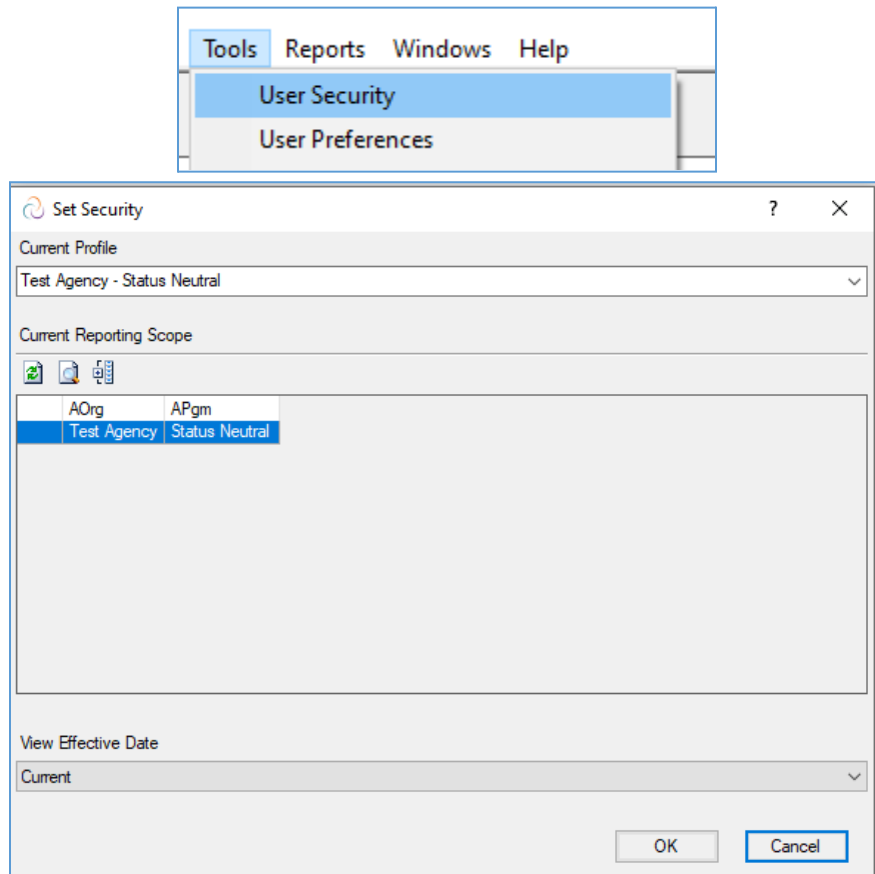 Tools Reports Windows Help
User Security
User Preferences
Set Security ? X
Current Profile
Test Agency - Status Neutral
Current Reporting Scope
AOrg APgm
Test Agency Status Neutral
View Effective Date
Current
OK Cancel